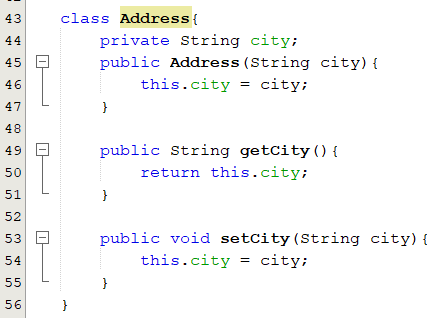 43 class Address{
44 private String city;
45 public Address(String city){
46 this.city = city;
47 }
48
49 public String getCity(){
50 return this.city;
51 }
52
53 public void setCity(String city){
54 this.city = city;
55 }
56 }